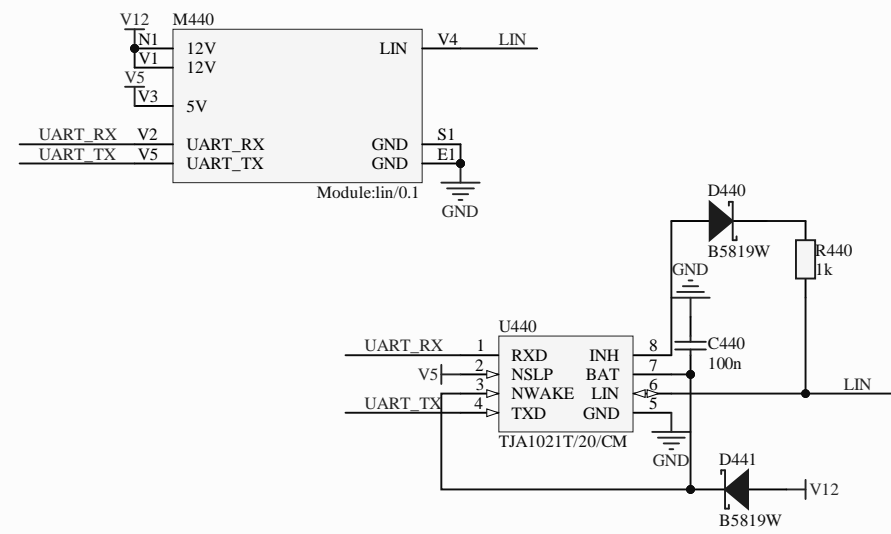 V12 M440
N1 12V LIN V4 LIN
V1 12V
V5
V3 5V
UART_RX V2 UART_RX GND S1
UART_TX V5 UART_TX GND E1
Module:lin/0.1
GND
D440
B5819W
R440
1k
GND
U440
C440
100n
UART_RX 1 RXD INH 8
V5 2 NSLP BAT 7
3 NWAKE LIN 6 LIN
UART_TX 4 TXD GND 5
TJA1021T/20/CM
GND
D441
V12
B5819W